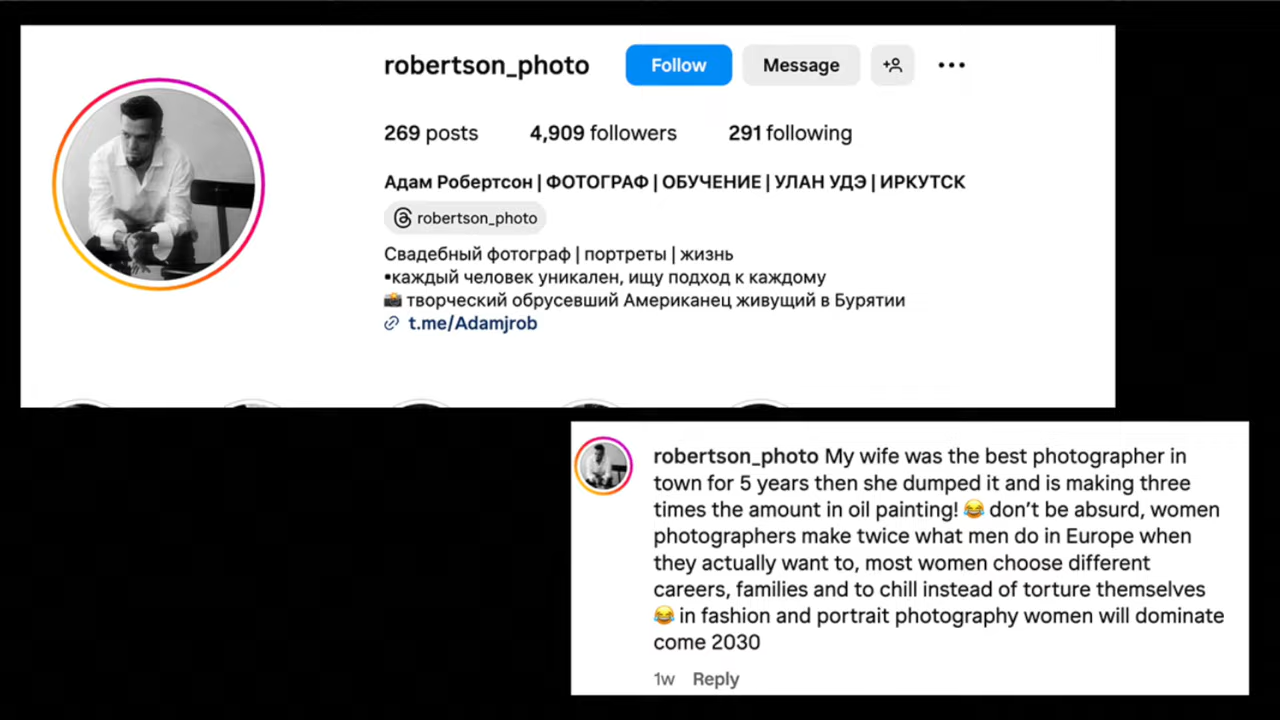 robertson_photo Follow Message •••
269 posts 4,909 followers 291 following
Адам Робертсон | ФОТОГРАФ | ОБУЧЕНИЕ | УЛАН УДЭ | ИРКУТСК
robertson_photo
Свадебный фотограф | портреты | жизнь
▪️каждый человек уникален, ищу подход к каждому
📸 творческий обрусевший Американец живущий в Бурятии
t.me/Adamjrob
robertson_photo My wife was the best photographer in
town for 5 years then she dumped it and is making three
times the amount in oil painting! 😂 don’t be absurd, women
photographers make twice what men do in Europe when
they actually want to, most women choose different
careers, families and to chill instead of torture themselves
😂 in fashion and portrait photography women will dominate
come 2030
1w Reply